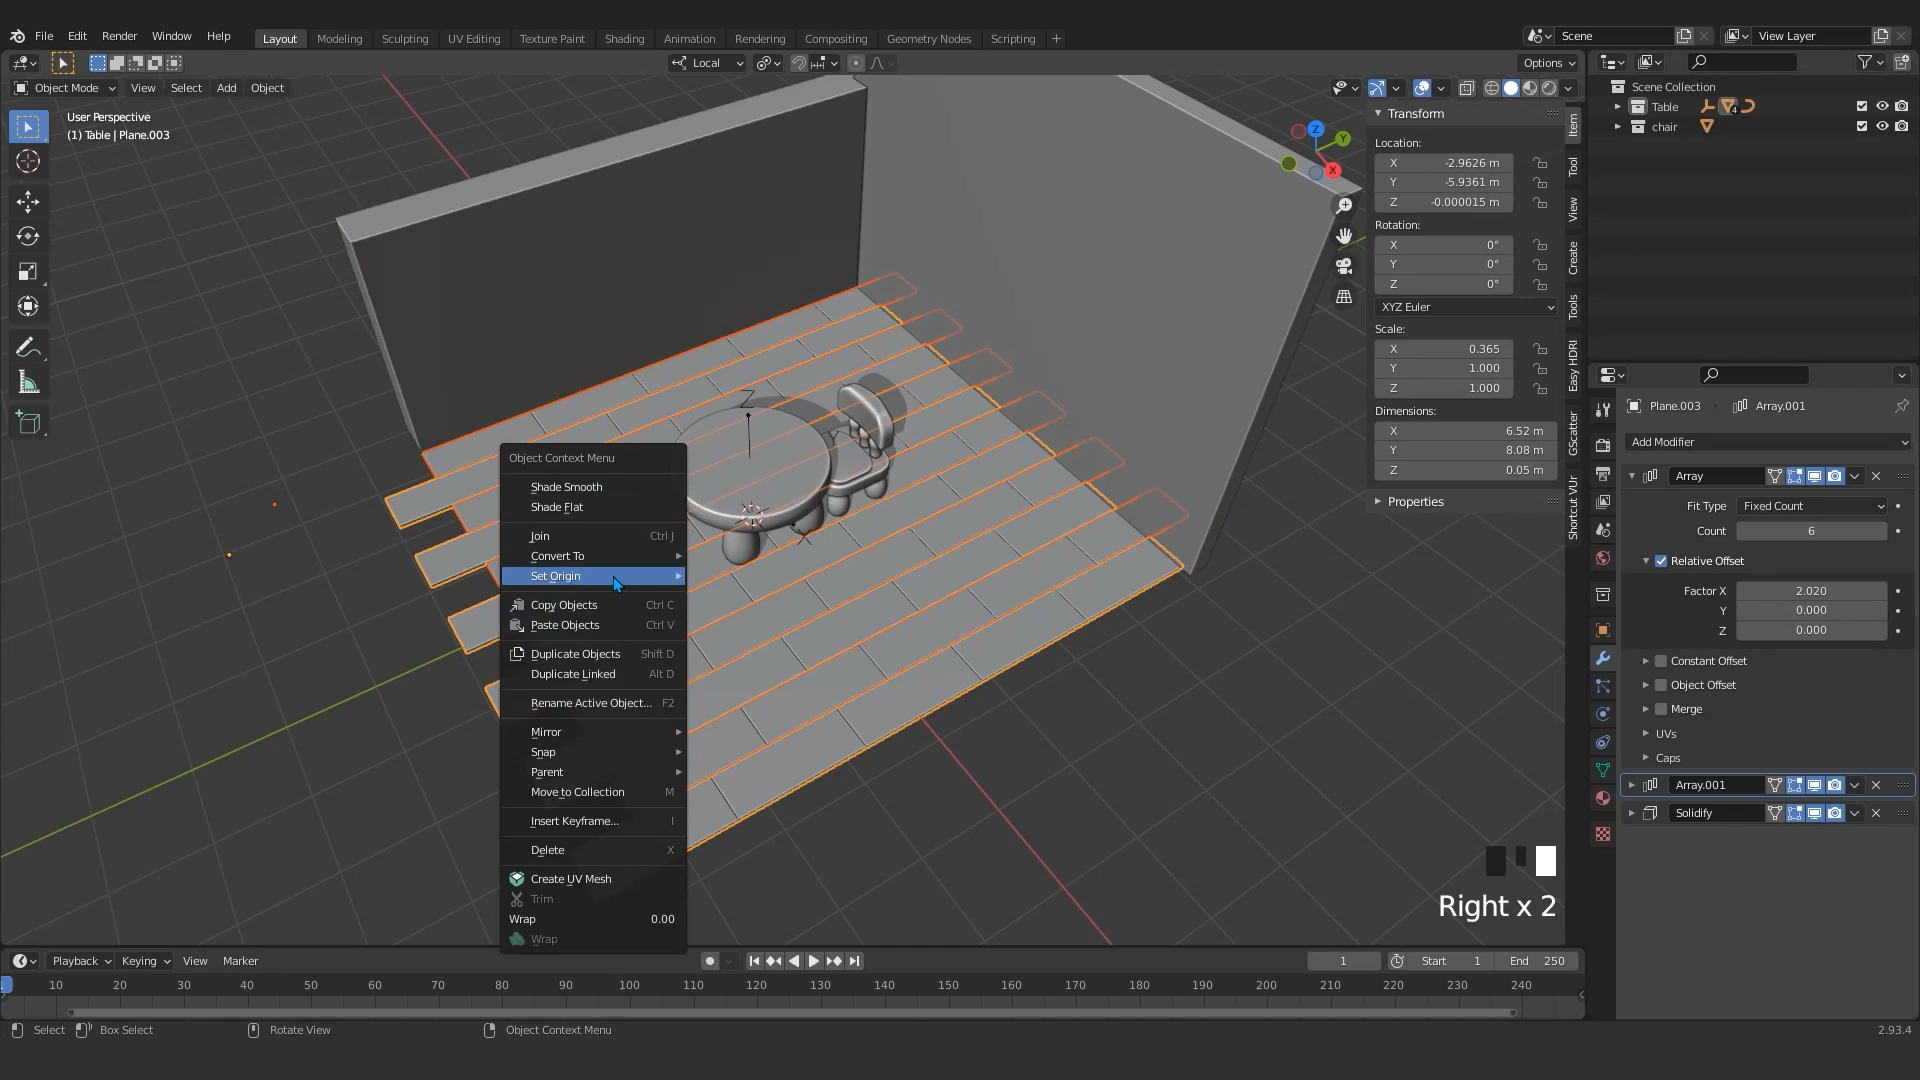 File Edit Render Window Help
Layout Modeling Sculpting UV Editing Texture Paint Shading Animation Rendering Compositing Geometry Nodes Scripting +
Scene View Layer
Local Options
Object Mode View Select Add Object
User Perspective
(1) Table | Plane.003
Z
Y
X
Z
Y
X
Transform
Location:
X -2.9626 m
Y -5.9361 m
Z -0.000015 m
Rotation:
X 0°
Y 0°
Z 0°
XYZ Euler
Scale:
X 0.365
Y 1.000
Z 1.000
Dimensions:
X 6.52 m
Y 8.08 m
Z 0.05 m
Properties
Item
Tool
View
Create
Tools
Easy HDRI
GScatter
Shortcut VUr
Scene Collection
Table 4
chair
Plane.003 Array.001
Add Modifier
Array
Fit Type Fixed Count
Count 6
Relative Offset
Factor X 2.020
Y 0.000
Z 0.000
Constant Offset
Object Offset
Merge
UVs
Caps
Array.001
Solidify
Object Context Menu
Shade Smooth
Shade Flat
Join Ctrl J
Convert To
Set Origin
Copy Objects Ctrl C
Paste Objects Ctrl V
Duplicate Objects Shift D
Duplicate Linked Alt D
Rename Active Object... F2
Mirror
Snap
Parent
Move to Collection M
Insert Keyframe... I
Delete X
Create UV Mesh
Trim
Wrap 0.00
Wrap
Right x 2
Playback Keying View Marker
1 Start 1 End 250
1 10 20 30 40 50 60 70 80 90 100 110 120 130 140 150 160 170 180 190 200 210 220 230 240
Select Box Select Rotate View Object Context Menu 2.93.4